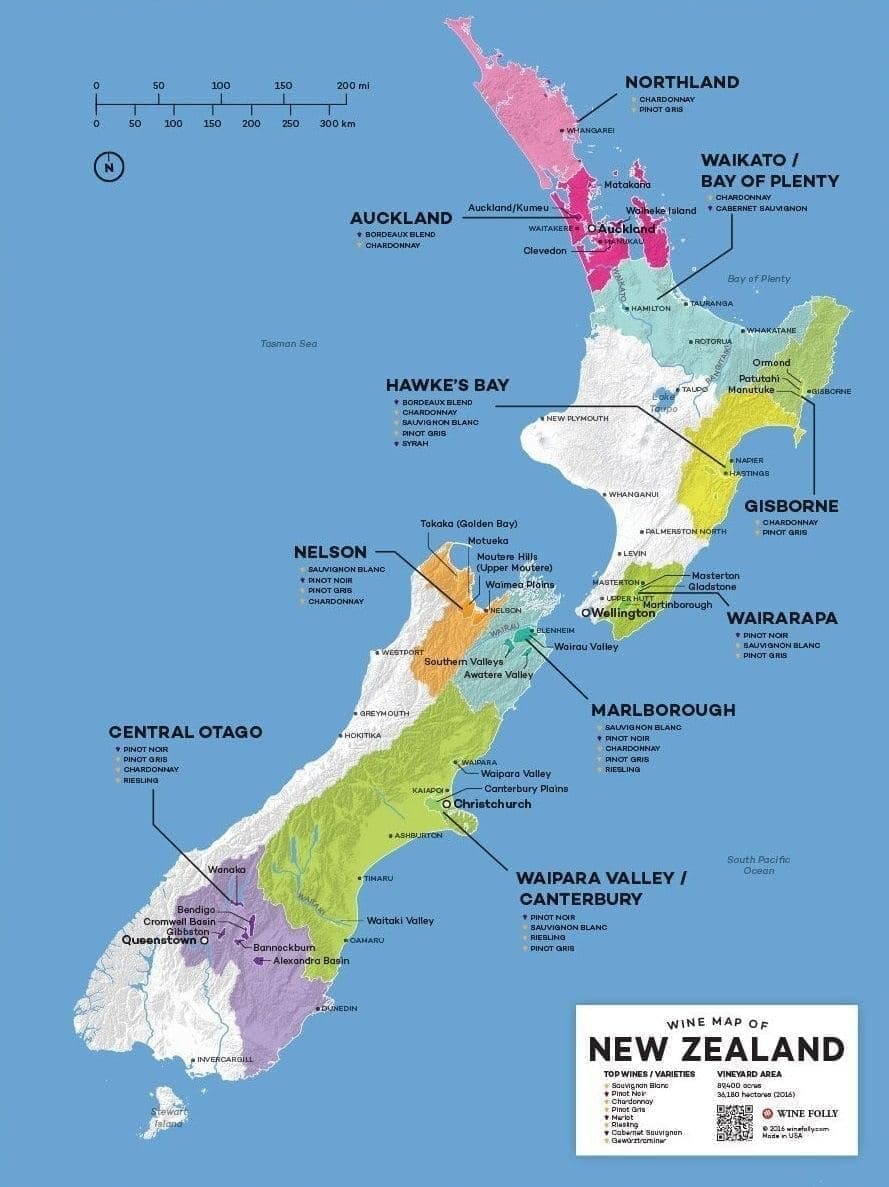 0 50 100 150 200 mi
0 50 100 150 200 250 300 km
N
NORTHLAND
CHARDONNAY
PINOT GRIS
WHANGAREI
WAIKATO /
BAY OF PLENTY
CHARDONNAY
CABERNET SAUVIGNON
Matakana
AUCKLAND
BORDEAUX BLEND
CHARDONNAY
Auckland/Kumeu
Waiheke Island
WAITAKERE
Auckland
MANUKAU
Clevedon
Bay of Plenty
WAIKATO
HAMILTON
TAURANGA
WHAKATANE
ROTORUA
RANGITAIKI
Tasman Sea
Ormond
Patutahi
Manutuke
GISBORNE
TAUPO
Lake
Taupo
HAWKE'S BAY
BORDEAUX BLEND
CHARDONNAY
SAUVIGNON BLANC
PINOT GRIS
SYRAH
NEW PLYMOUTH
NAPIER
HASTINGS
WHANGANUI
GISBORNE
CHARDONNAY
PINOT GRIS
PALMERSTON NORTH
LEVIN
Takaka (Golden Bay)
Motueka
Moutere Hills
(Upper Moutere)
Waimea Plains
NELSON
SAUVIGNON BLANC
PINOT NOIR
PINOT GRIS
CHARDONNAY
NELSON
MASTERTON
Masterton
Gladstone
UPPER HUTT
Martinborough
Wellington
WAIRARAPA
PINOT NOIR
SAUVIGNON BLANC
PINOT GRIS
WAIRAU
BLENHEIM
Wairau Valley
Southern Valleys
Awatere Valley
WESTPORT
MARLBOROUGH
SAUVIGNON BLANC
PINOT NOIR
CHARDONNAY
PINOT GRIS
RIESLING
GREYMOUTH
HOKITIKA
CENTRAL OTAGO
PINOT NOIR
PINOT GRIS
CHARDONNAY
RIESLING
WAIPARA
Waipara Valley
KAIAPOI
Canterbury Plains
Christchurch
ASHBURTON
South Pacific
Ocean
WAIPARA VALLEY /
CANTERBURY
PINOT NOIR
SAUVIGNON BLANC
RIESLING
PINOT GRIS
TIMARU
Wanaka
WAITAKI
Waitaki Valley
Bendigo
Cromwell Basin
Gibbston
Queenstown
Bannockburn
Alexandra Basin
OAMARU
DUNEDIN
INVERCARGILL
Stewart
Island
WINE MAP OF
NEW ZEALAND
TOP WINES / VARIETIES
Sauvignon Blanc
Pinot Noir
Chardonnay
Pinot Gris
Merlot
Riesling
Cabernet Sauvignon
Gewürztraminer
VINEYARD AREA
89,400 acres
36,180 hectares (2016)
WINE FOLLY
© 2016 winefolly.com
Made in USA